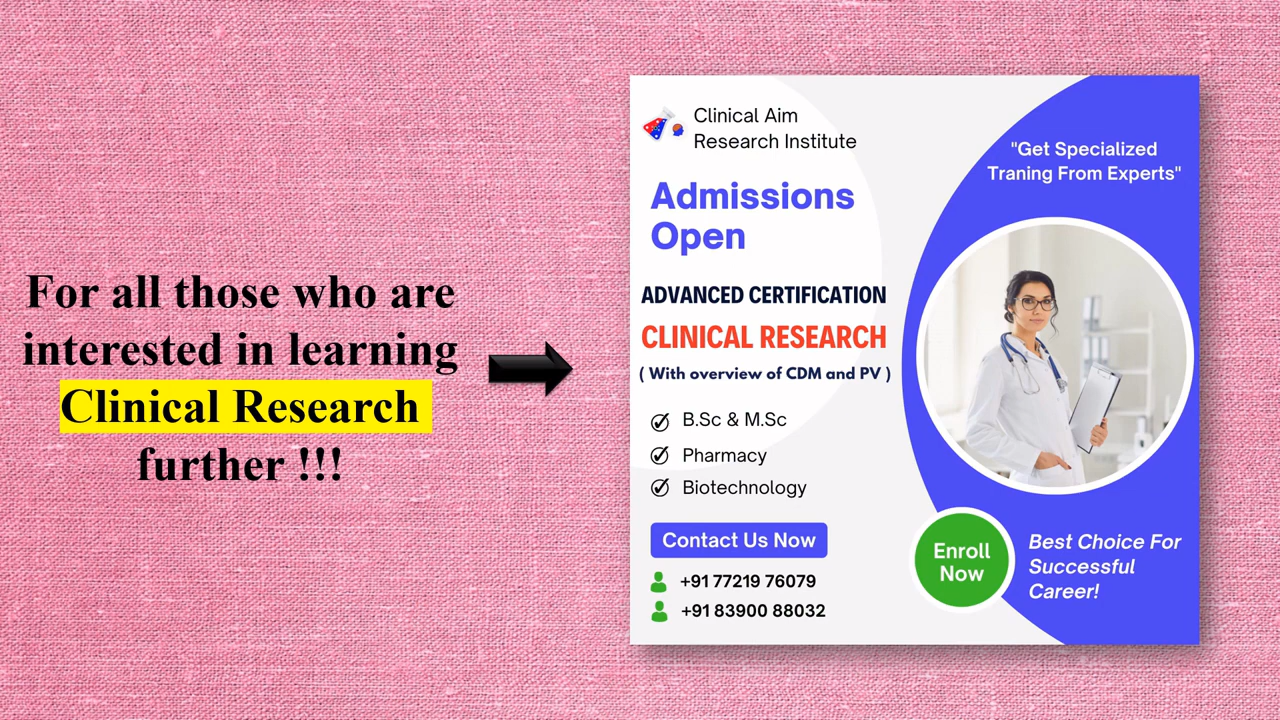 For all those who are
interested in learning
Clinical Research
further !!!
Clinical Aim
Research Institute
Admissions
Open
ADVANCED CERTIFICATION
CLINICAL RESEARCH
( With overview of CDM and PV )
B.Sc & M.Sc
Pharmacy
Biotechnology
Contact Us Now
+91 77219 76079
+91 83900 88032
"Get Specialized
Traning From Experts"
Enroll
Now
Best Choice For
Successful
Career!